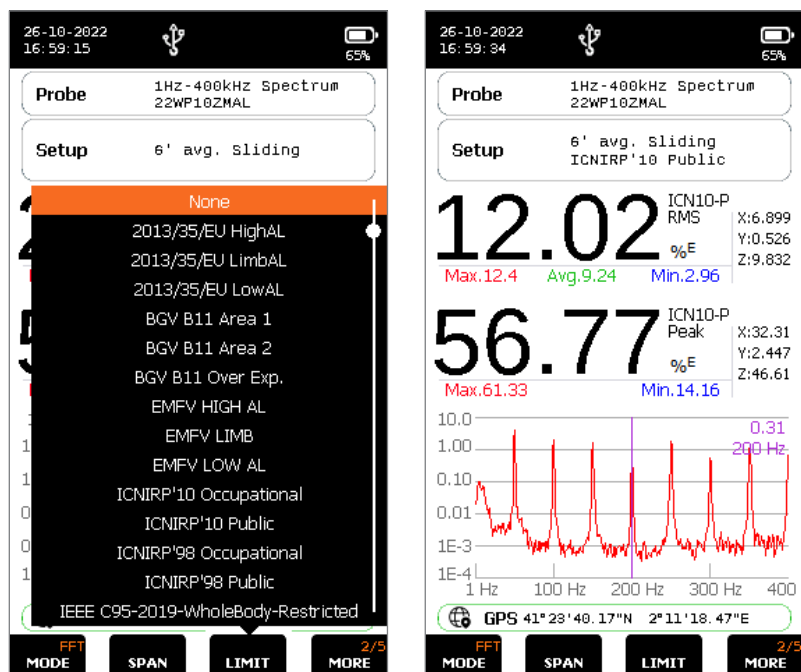 26-10-2022
16:59:15
65%
Probe
1Hz-400kHz Spectrum
22WP10ZMAL
Setup
6' avg. Sliding
None
2013/35/EU HighAL
2013/35/EU LimbAL
2013/35/EU LowAL
BGV B11 Area 1
BGV B11 Area 2
BGV B11 Over Exp.
EMFV HIGH AL
EMFV LIMB
EMFV LOW AL
ICNIRP'10 Occupational
ICNIRP'10 Public
ICNIRP'98 Occupational
ICNIRP'98 Public
IEEE C95-2019-WholeBody-Restricted
FFT
MODE
SPAN
LIMIT
2/5
MORE
26-10-2022
16:59:34
65%
Probe
1Hz-400kHz Spectrum
22WP10ZMAL
Setup
6' avg. Sliding
ICNIRP'10 Public
12.02
ICN10-P
RMS
%E
X:6.899
Y:0.526
Z:9.832
Max.12.4 Avg.9.24 Min.2.96
56.77
ICN10-P
Peak
%E
X:32.31
Y:2.447
Z:46.61
Max.61.33 Min.14.16
10.0
1.00
0.10
0.01
1E-3
1E-4
0.31
200 Hz
1 Hz 100 Hz 200 Hz 300 Hz 400
GPS 41°23'40.17"N 2°11'18.47"E
FFT
MODE
SPAN
LIMIT
2/5
MORE